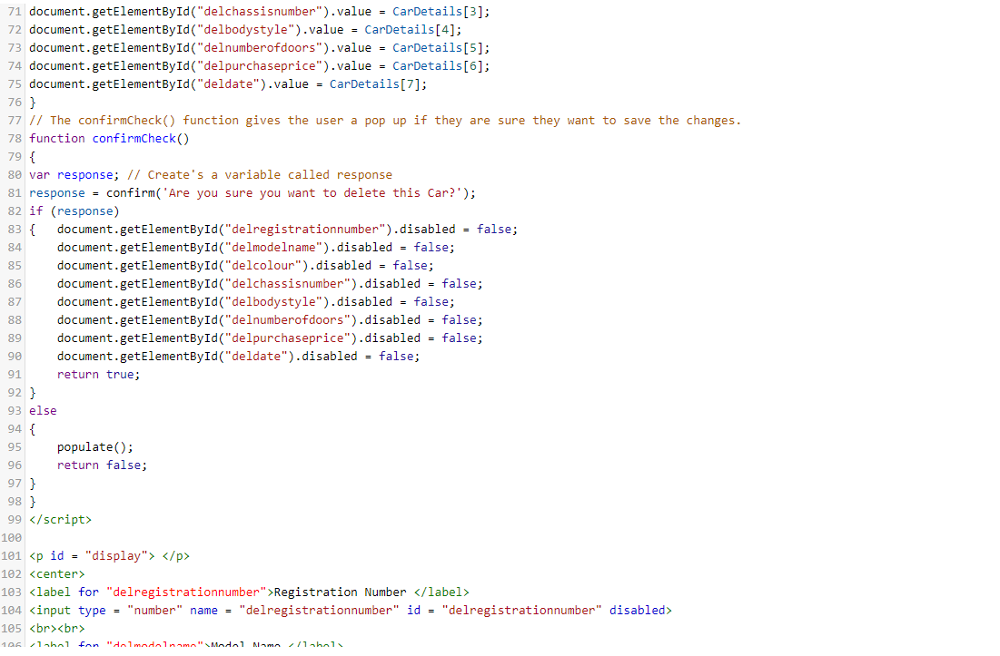 71 document.getElementById("delchassisnumber").value = CarDetails[3];
72 document.getElementById("delbodystyle").value = CarDetails[4];
73 document.getElementById("delnumberofdoors").value = CarDetails[5];
74 document.getElementById("delpurchaseprice").value = CarDetails[6];
75 document.getElementById("deldate").value = CarDetails[7];
76 }
77 // The confirmCheck() function gives the user a pop up if they are sure they want to save the changes.
78 function confirmCheck()
79 {
80 var response; // Create's a variable called response
81 response = confirm('Are you sure you want to delete this Car?');
82 if (response)
83 {   document.getElementById("delregistrationnumber").disabled = false;
84     document.getElementById("delmodelname").disabled = false;
85     document.getElementById("delcolour").disabled = false;
86     document.getElementById("delchassisnumber").disabled = false;
87     document.getElementById("delbodystyle").disabled = false;
88     document.getElementById("delnumberofdoors").disabled = false;
89     document.getElementById("delpurchaseprice").disabled = false;
90     document.getElementById("deldate").disabled = false;
91     return true;
92 }
93 else
94 {
95     populate();
96     return false;
97 }
98 }
99 </script>
100
101 <p id = "display"> </p>
102 <center>
103 <label for "delregistrationnumber">Registration Number </label>
104 <input type = "number" name = "delregistrationnumber" id = "delregistrationnumber" disabled>
105 <br><br>
106 <label for "delmodelname">Model Name </label>